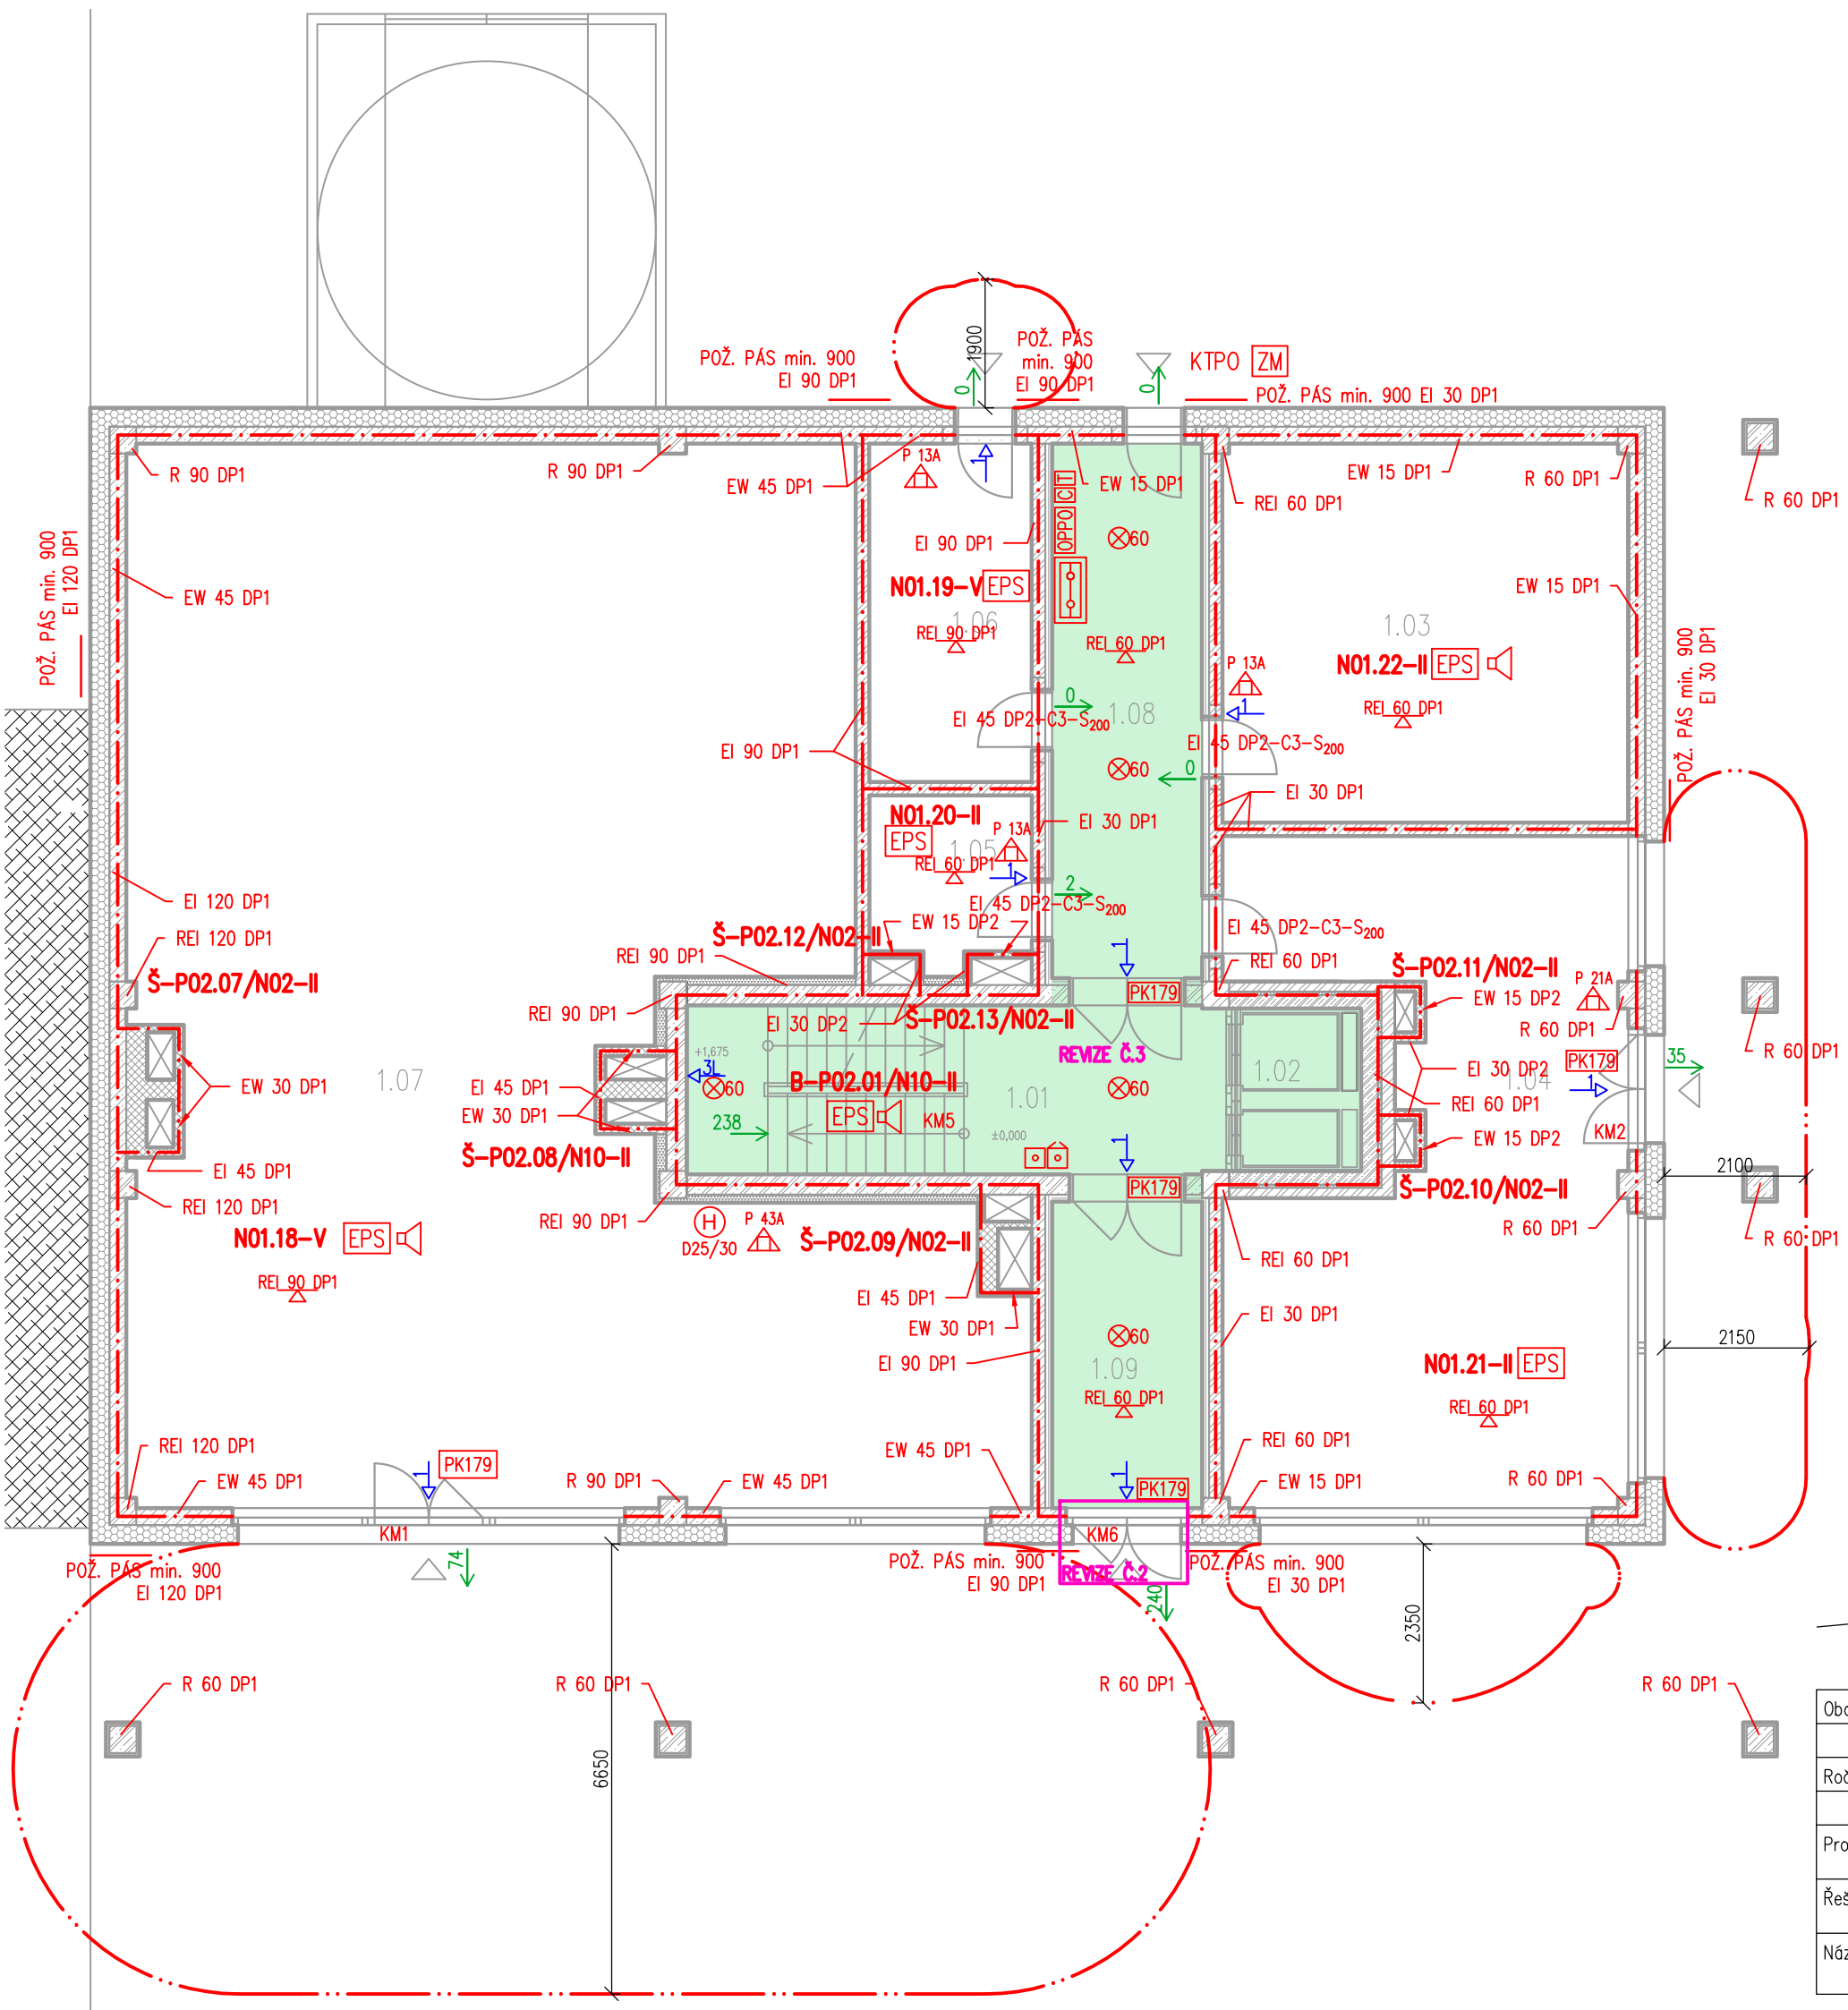 1900
POŽ. PÁS min. 900
EI 90 DP1
POŽ. PÁS
min. 900
EI 90 DP1
KTPO ZM
POŽ. PÁS min. 900 EI 30 DP1
0
0
R 90 DP1
R 90 DP1
EW 45 DP1
P 13A
1
EW 15 DP1
CT
OPPO
REI 60 DP1
EW 15 DP1
R 60 DP1
R 60 DP1
POŽ. PÁS min. 900
EI 120 DP1
EW 45 DP1
EI 90 DP1
60
N01.19-V EPS
1.06
REI 90 DP1
REI 60 DP1
EW 15 DP1
1.03
N01.22-II EPS
REI 60 DP1
P 13A
1
POŽ. PÁS min. 900
EI 30 DP1
0
1.08
EI 45 DP2-C3-S200
EI 45 DP2-C3-S200
EI 90 DP1
60
0
EI 30 DP1
N01.20-II
EPS
P 13A
EI 30 DP1
1.05
REI 60 DP1
1
2
EI 45 DP2-C3-S200
EI 120 DP1
REI 120 DP1
Š-P02.07/N02-II
Š-P02.12/N02-II
EW 15 DP2
EI 45 DP2-C3-S200
REI 90 DP1
1
REI 60 DP1
Š-P02.11/N02-II
P 21A
PK179
EW 15 DP2
REI 90 DP1
EI 30 DP2
Š-P02.13/N02-II
R 60 DP1
REVIZE Č.3
+1,675
3L
60
B-P02.01/N10-II
60
1.02
EI 30 DP2
PK179
35
R 60 DP1
1.07
EW 30 DP1
EI 45 DP1
EW 30 DP1
EPS
KM5
1.01
1.04
1
REI 60 DP1
238
±0,000
KM2
EW 15 DP2
Š-P02.08/N10-II
EI 45 DP1
1
PK179
Š-P02.10/N02-II
2100
REI 120 DP1
REI 90 DP1
H
D25/30
P 43A
Š-P02.09/N02-II
N01.18-V EPS
REI 60 DP1
R 60 DP1
R 60 DP1
REI 90 DP1
EI 45 DP1
EW 30 DP1
EI 30 DP1
60
2150
EI 90 DP1
1.09
REI 60 DP1
N01.21-II EPS
REI 60 DP1
REI 120 DP1
EW 45 DP1
1
PK179
R 90 DP1
EW 45 DP1
EW 45 DP1
1
PK179
REI 60 DP1
EW 15 DP1
R 60 DP1
KM1
KM6
74
POŽ. PÁS min. 900
EI 120 DP1
POŽ. PÁS min. 900
EI 90 DP1
REVIZE Č.2
POŽ. PÁS min. 900
EI 30 DP1
240
2350
R 60 DP1
R 60 DP1
R 60 DP1
R 60 DP1
6650